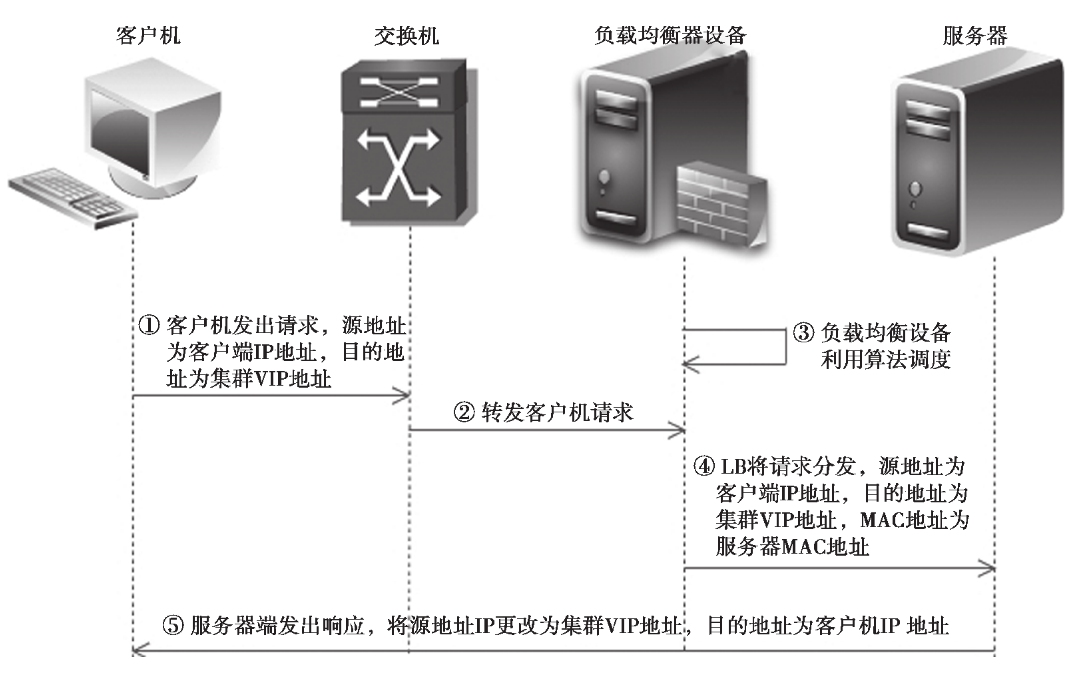 客户机
交换机
负载均衡器设备
服务器
① 客户机发出请求，源地址
为客户端IP地址，目的地
址为集群VIP地址
③ 负载均衡设备
利用算法调度
② 转发客户机请求
④ LB将请求分发，源地址为
客户端IP地址，目的地址为
集群VIP地址，MAC地址为
服务器MAC地址
⑤ 服务器端发出响应，将源地址IP更改为集群VIP地址，目的地址为客户机IP 地址